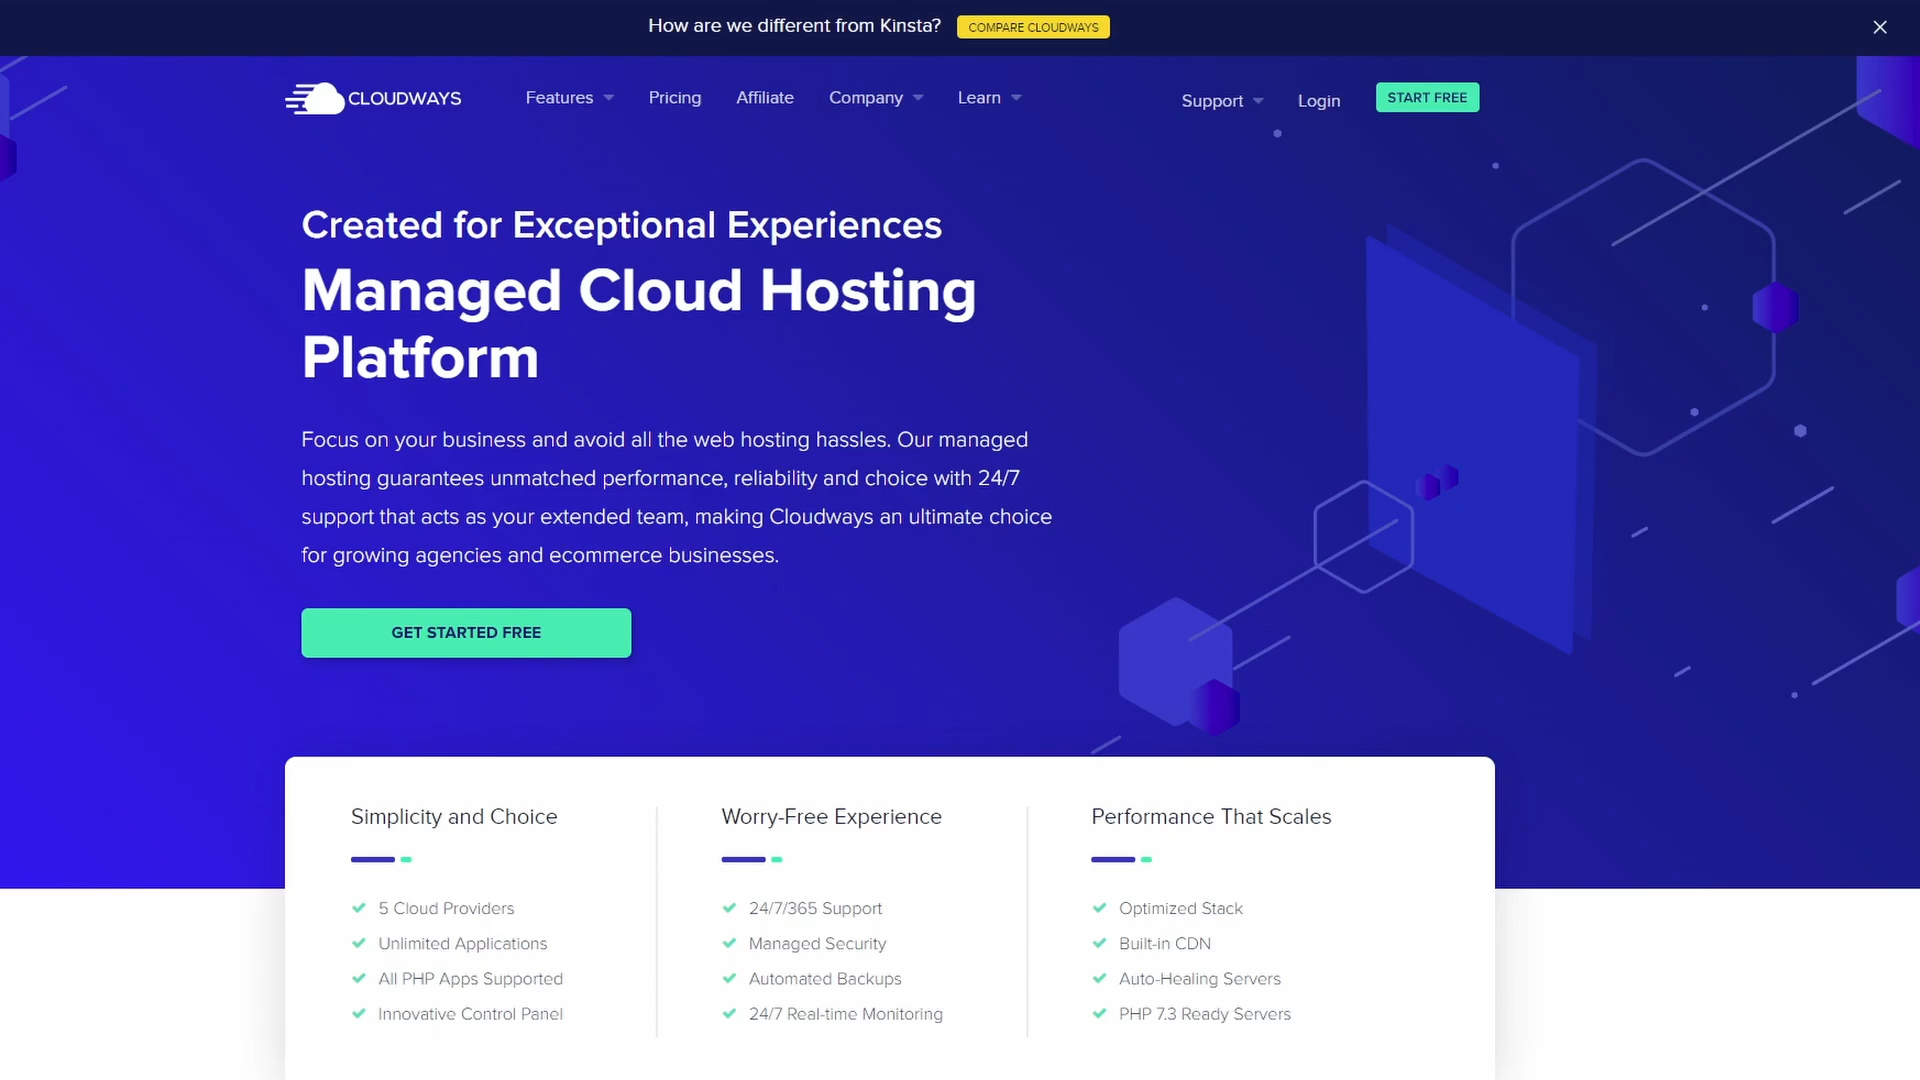 How are we different from Kinsta? COMPARE CLOUDWAYS
CLOUDWAYS Features Pricing Affiliate Company Learn Support Login START FREE
Created for Exceptional Experiences
Managed Cloud Hosting
Platform
Focus on your business and avoid all the web hosting hassles. Our managed
hosting guarantees unmatched performance, reliability and choice with 24/7
support that acts as your extended team, making Cloudways an ultimate choice
for growing agencies and ecommerce businesses.
GET STARTED FREE
Simplicity and Choice
5 Cloud Providers
Unlimited Applications
All PHP Apps Supported
Innovative Control Panel
Worry-Free Experience
24/7/365 Support
Managed Security
Automated Backups
24/7 Real-time Monitoring
Performance That Scales
Optimized Stack
Built-in CDN
Auto-Healing Servers
PHP 7.3 Ready Servers